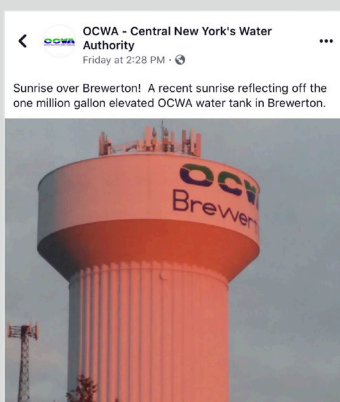 OCWA - Central New York's Water
Authority
OCWA
Friday at 2:28 PM ·
Sunrise over Brewerton! A recent sunrise reflecting off the
one million gallon elevated OCWA water tank in Brewerton.
OCW
Brewer